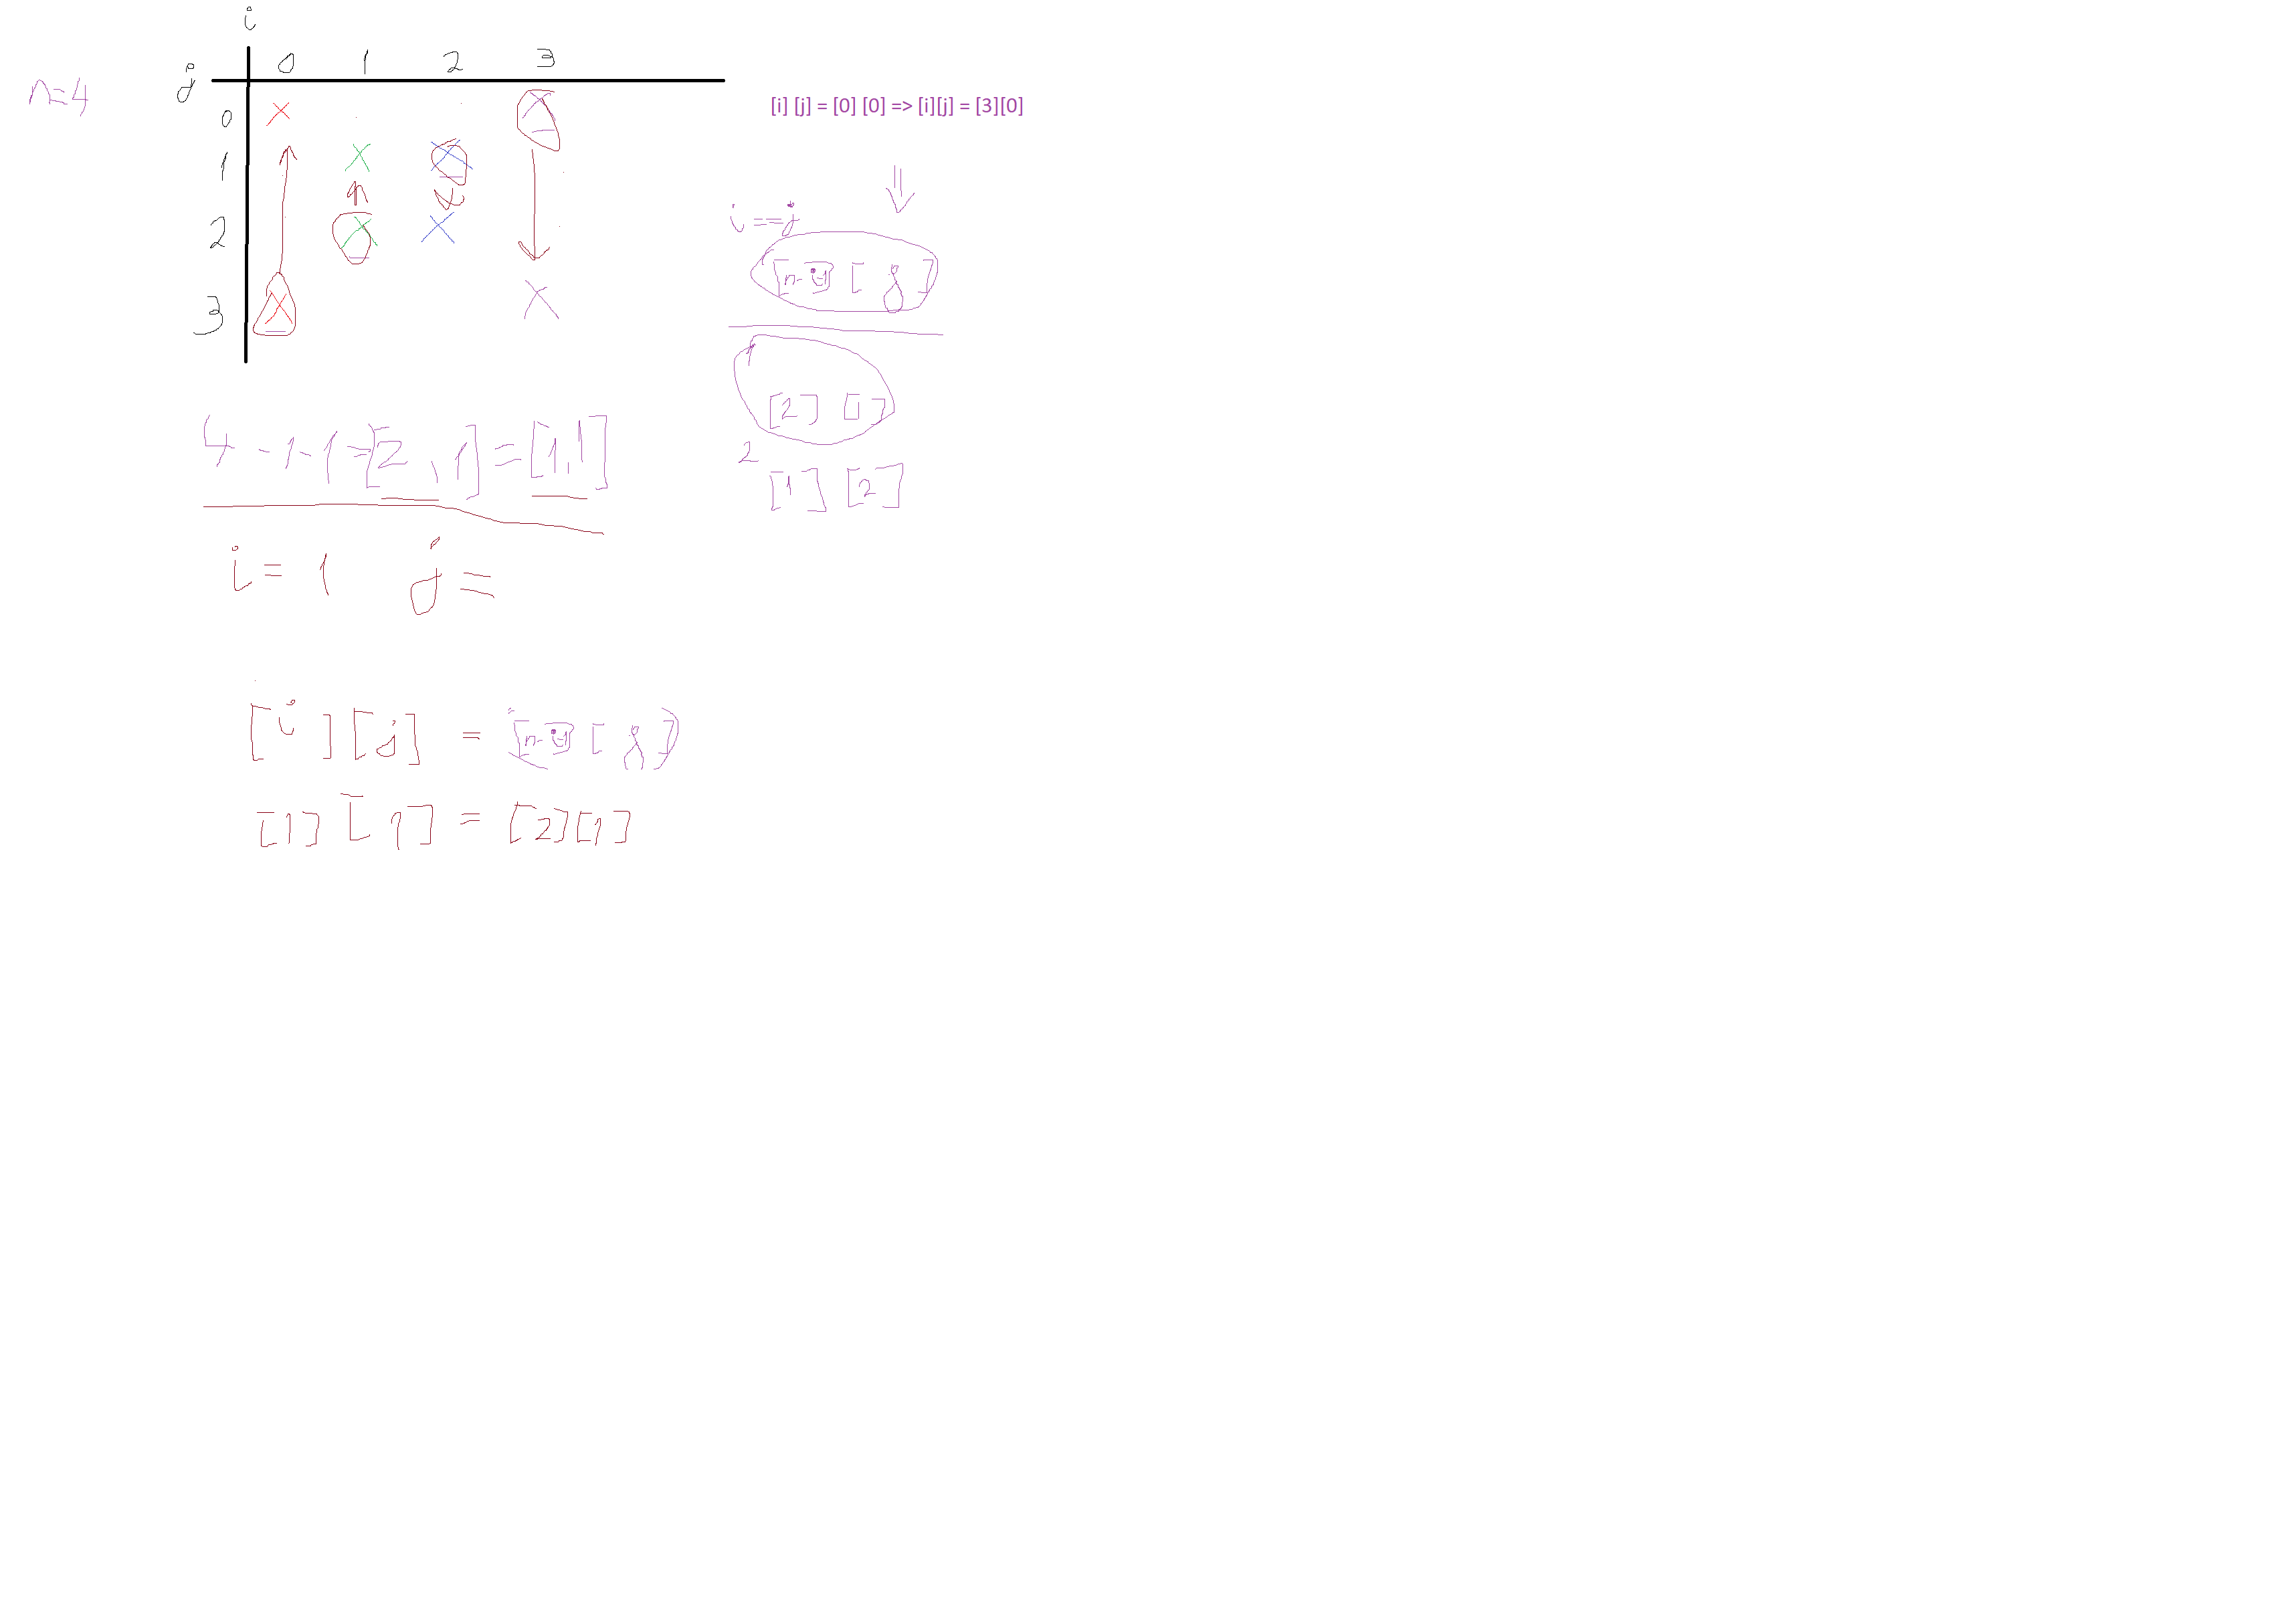 i
0 1 2 3
j
n=4
0
[i] [j] = [0] [0] => [i][j] = [3][0]
1
i==j
2
[ j ]
3
1
[2] [1]
4-1-1=[2,1]=[1,1]
2
[1] [2]
i= 1 j=
[i][j] = [ j ]
[1][1] = [2][1]